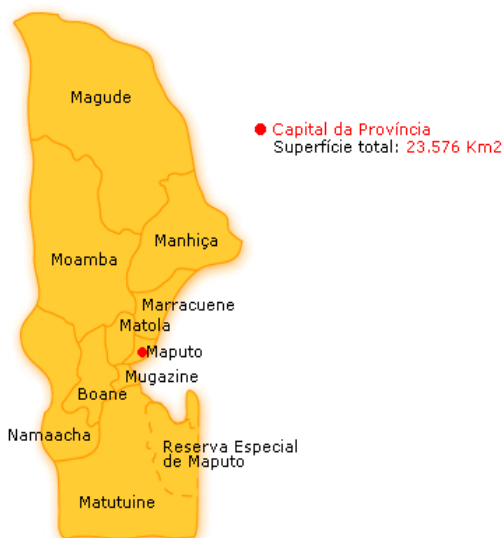 Magude
Capital da Província
Superfície total: 23.576 Km2
Manhiça
Moamba
Marracuene
Matola
Maputo
Mugazine
Boane
Namaacha
Reserva Especial
de Maputo
Matutuine